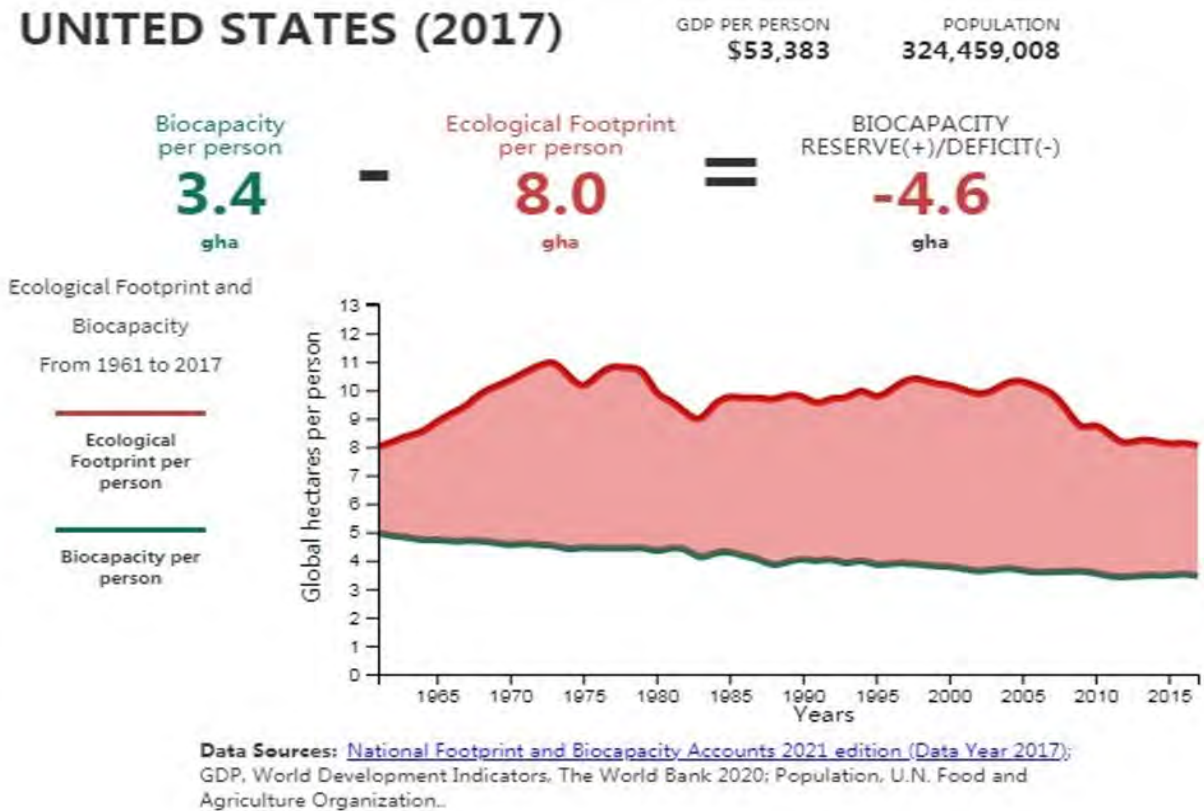 UNITED STATES (2017)
GDP PER PERSON
$53,383
POPULATION
324,459,008
Biocapacity
per person
3.4
gha
-
Ecological Footprint
per person
8.0
gha
=
BIOCAPACITY
RESERVE(+)/DEFICIT(-)
-4.6
gha
Ecological Footprint and
Biocapacity
From 1961 to 2017
Ecological
Footprint per
person
Biocapacity per
person
Global hectares per person
13
12
11
10
9
8
7
6
5
4
3
2
1
0
1965 1970 1975 1980 1985 1990 1995 2000 2005 2010 2015
Years
Data Sources: National Footprint and Biocapacity Accounts 2021 edition (Data Year 2017);
GDP, World Development Indicators, The World Bank 2020; Population, U.N. Food and
Agriculture Organization..